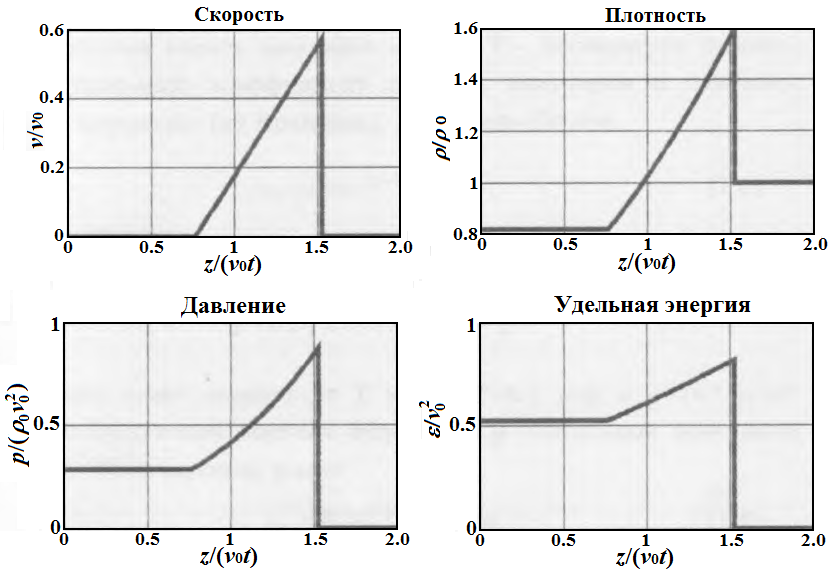 Скорость
0.6
0.4
0.2
0
v/v0
0 0.5 1 1.5 2.0
z/(v0t)
Плотность
1.6
1.4
1.2
1
0.8
ρ/ρ 0
0 0.5 1 1.5 2.0
z/(v0t)
Давление
1
0.5
0
p/(ρ0v0²)
0 0.5 1 1.5 2.0
z/(v0t)
Удельная энергия
1
0.5
0
ε/v0²
0 0.5 1 1.5 2.0
z/(v0t)